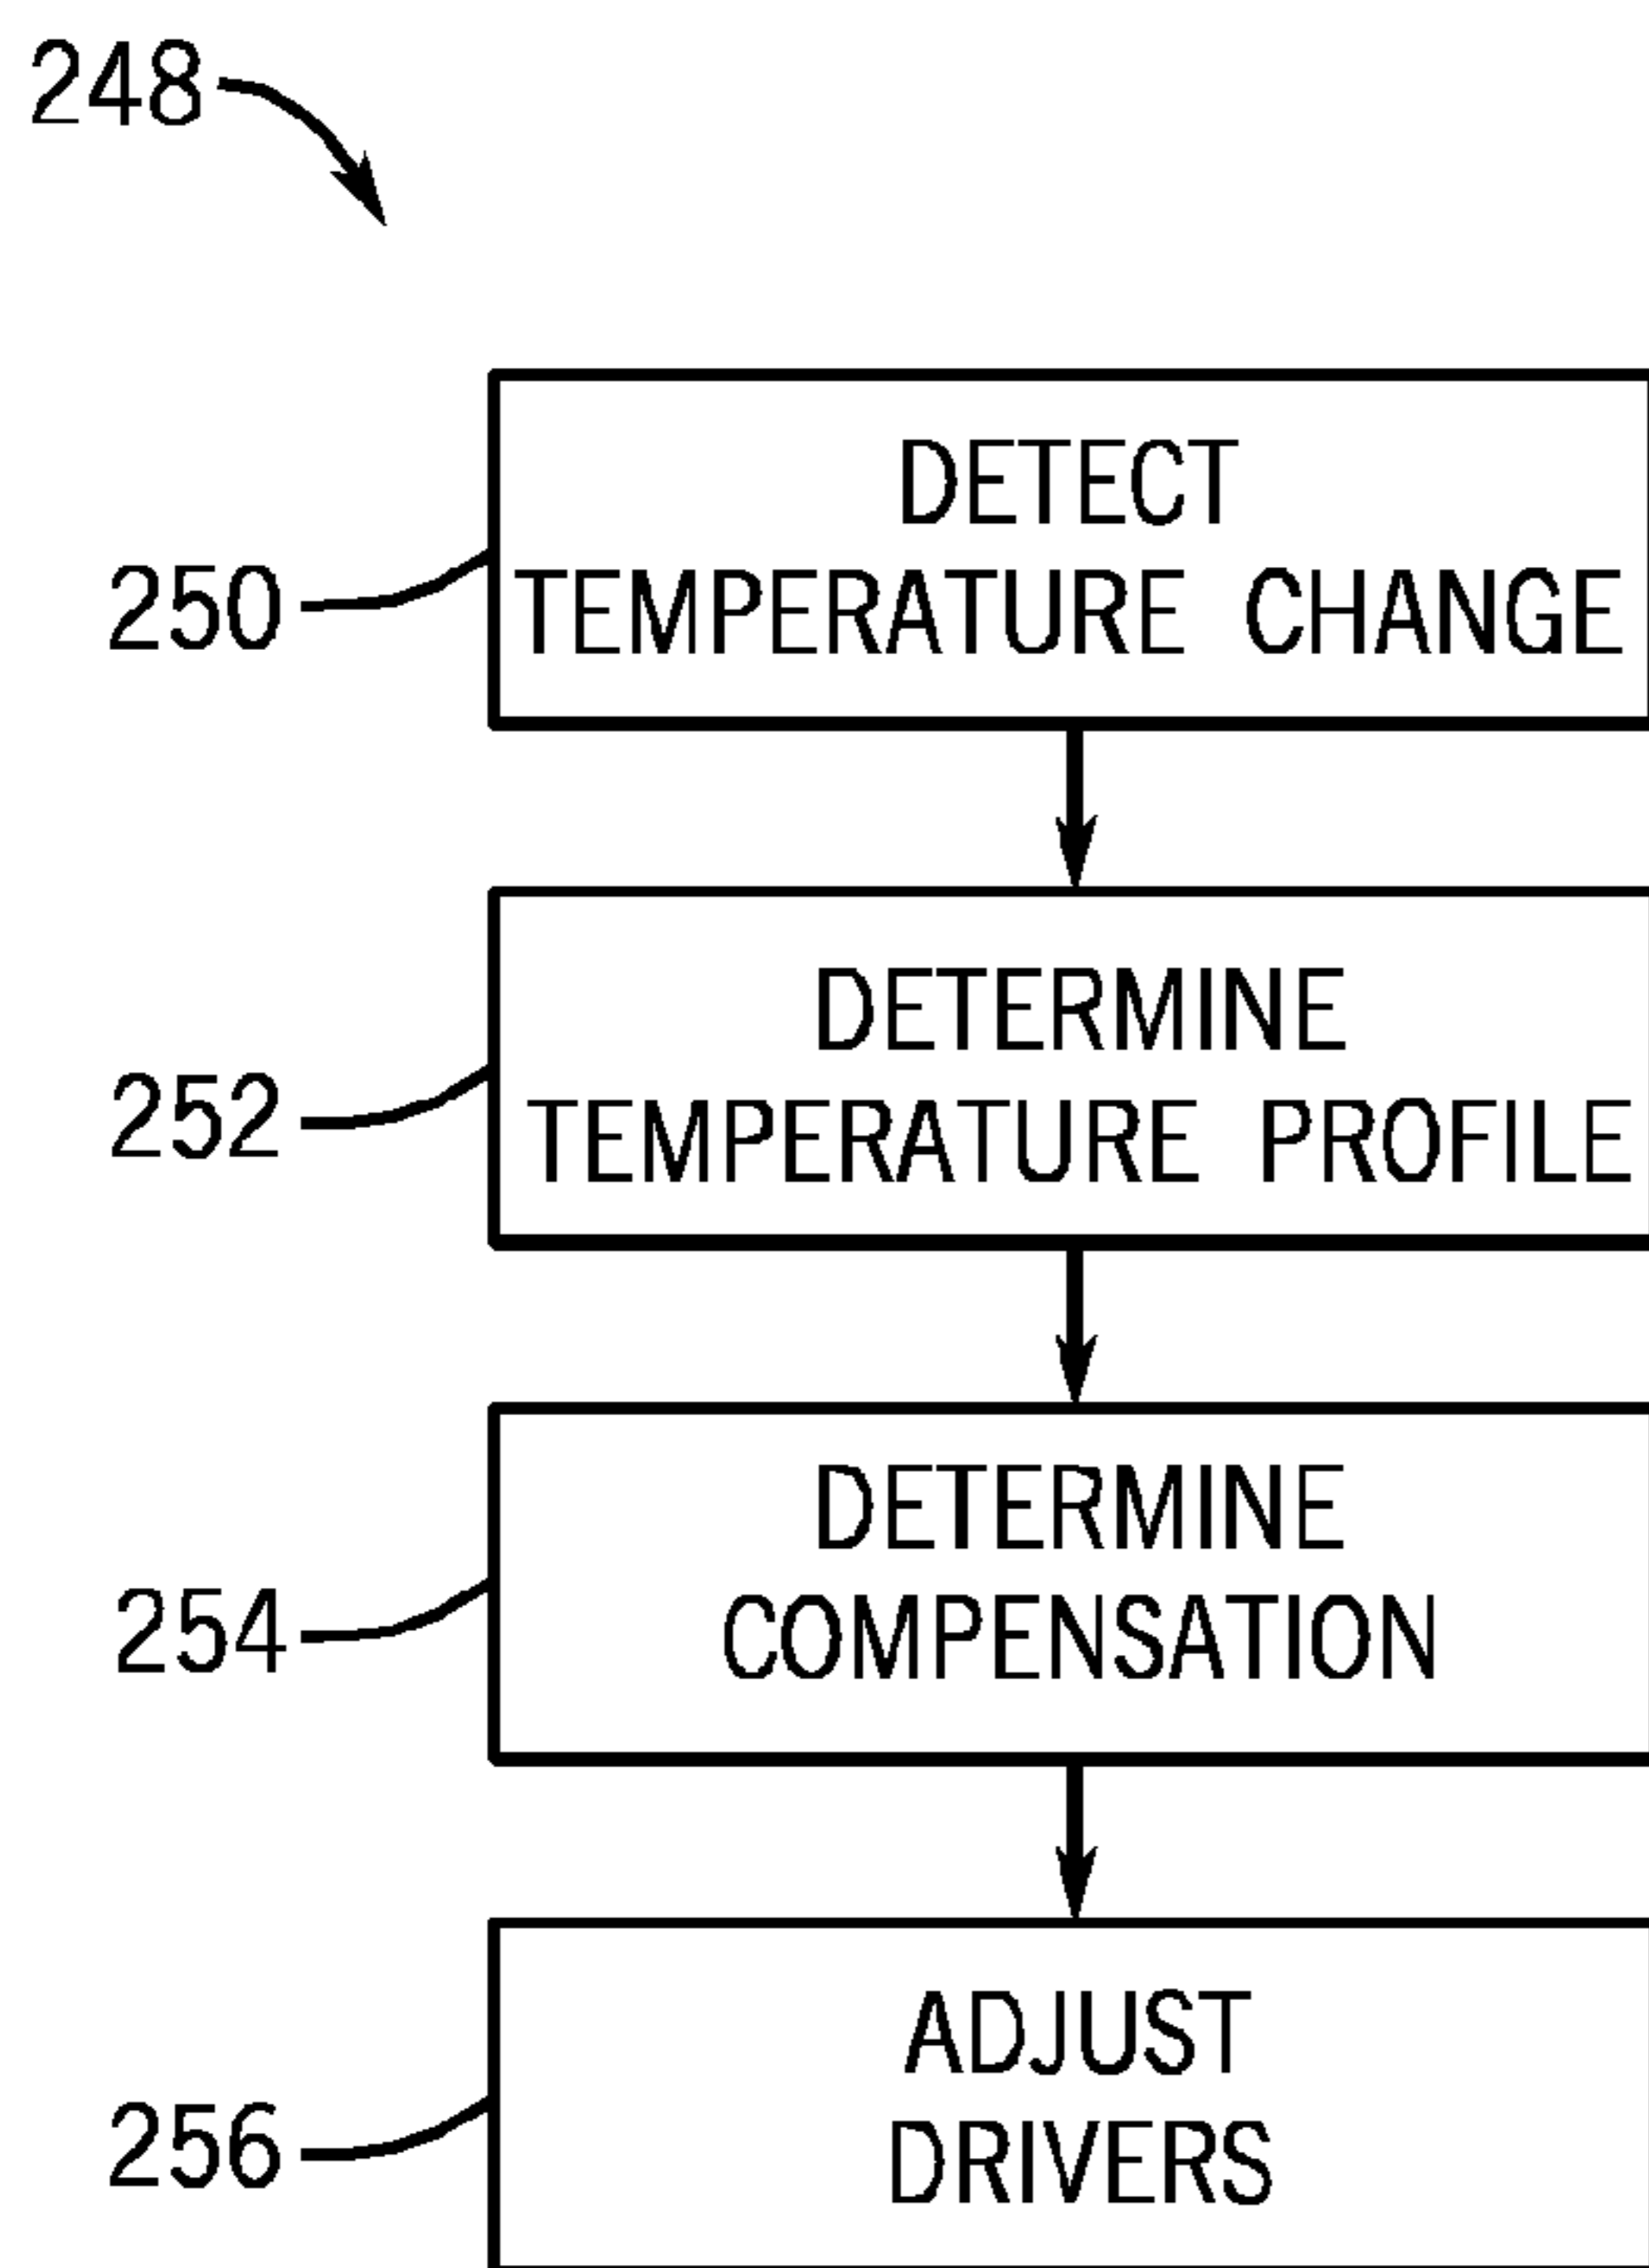 248
DETECT
TEMPERATURE CHANGE
250
DETERMINE
TEMPERATURE PROFILE
252
DETERMINE
COMPENSATION
254
ADJUST
DRIVERS
256